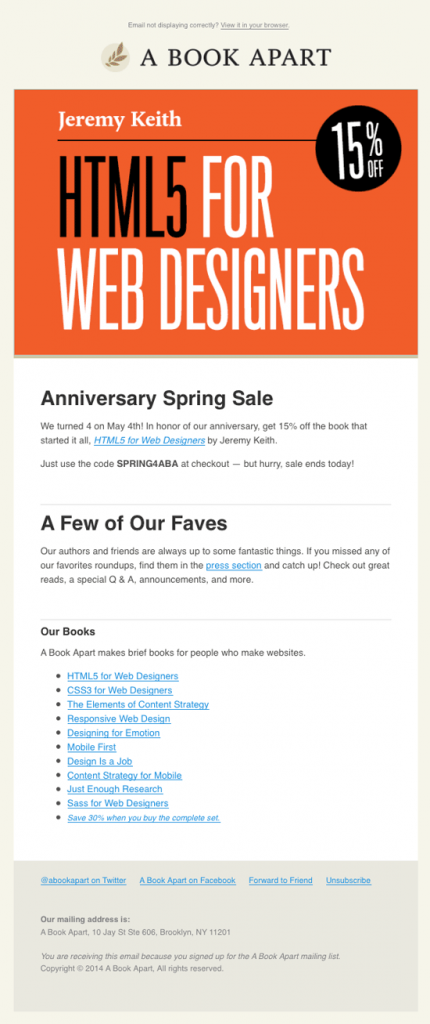 Email not displaying correctly? View it in your browser.
A BOOK APART
Jeremy Keith
15% OFF
HTML5 FOR
WEB DESIGNERS
Anniversary Spring Sale
We turned 4 on May 4th! In honor of our anniversary, get 15% off the book that
started it all, HTML5 for Web Designers by Jeremy Keith.
Just use the code SPRING4ABA at checkout — but hurry, sale ends today!
A Few of Our Faves
Our authors and friends are always up to some fantastic things. If you missed any of
our favorites roundups, find them in the press section and catch up! Check out great
reads, a special Q & A, announcements, and more.
Our Books
A Book Apart makes brief books for people who make websites.
HTML5 for Web Designers
CSS3 for Web Designers
The Elements of Content Strategy
Responsive Web Design
Designing for Emotion
Mobile First
Design Is a Job
Content Strategy for Mobile
Just Enough Research
Sass for Web Designers
Save 30% when you buy the complete set.
@abookapart on Twitter A Book Apart on Facebook Forward to Friend Unsubscribe
Our mailing address is:
A Book Apart, 10 Jay St Ste 606, Brooklyn, NY 11201
You are receiving this email because you signed up for the A Book Apart mailing list.
Copyright © 2014 A Book Apart, All rights reserved.